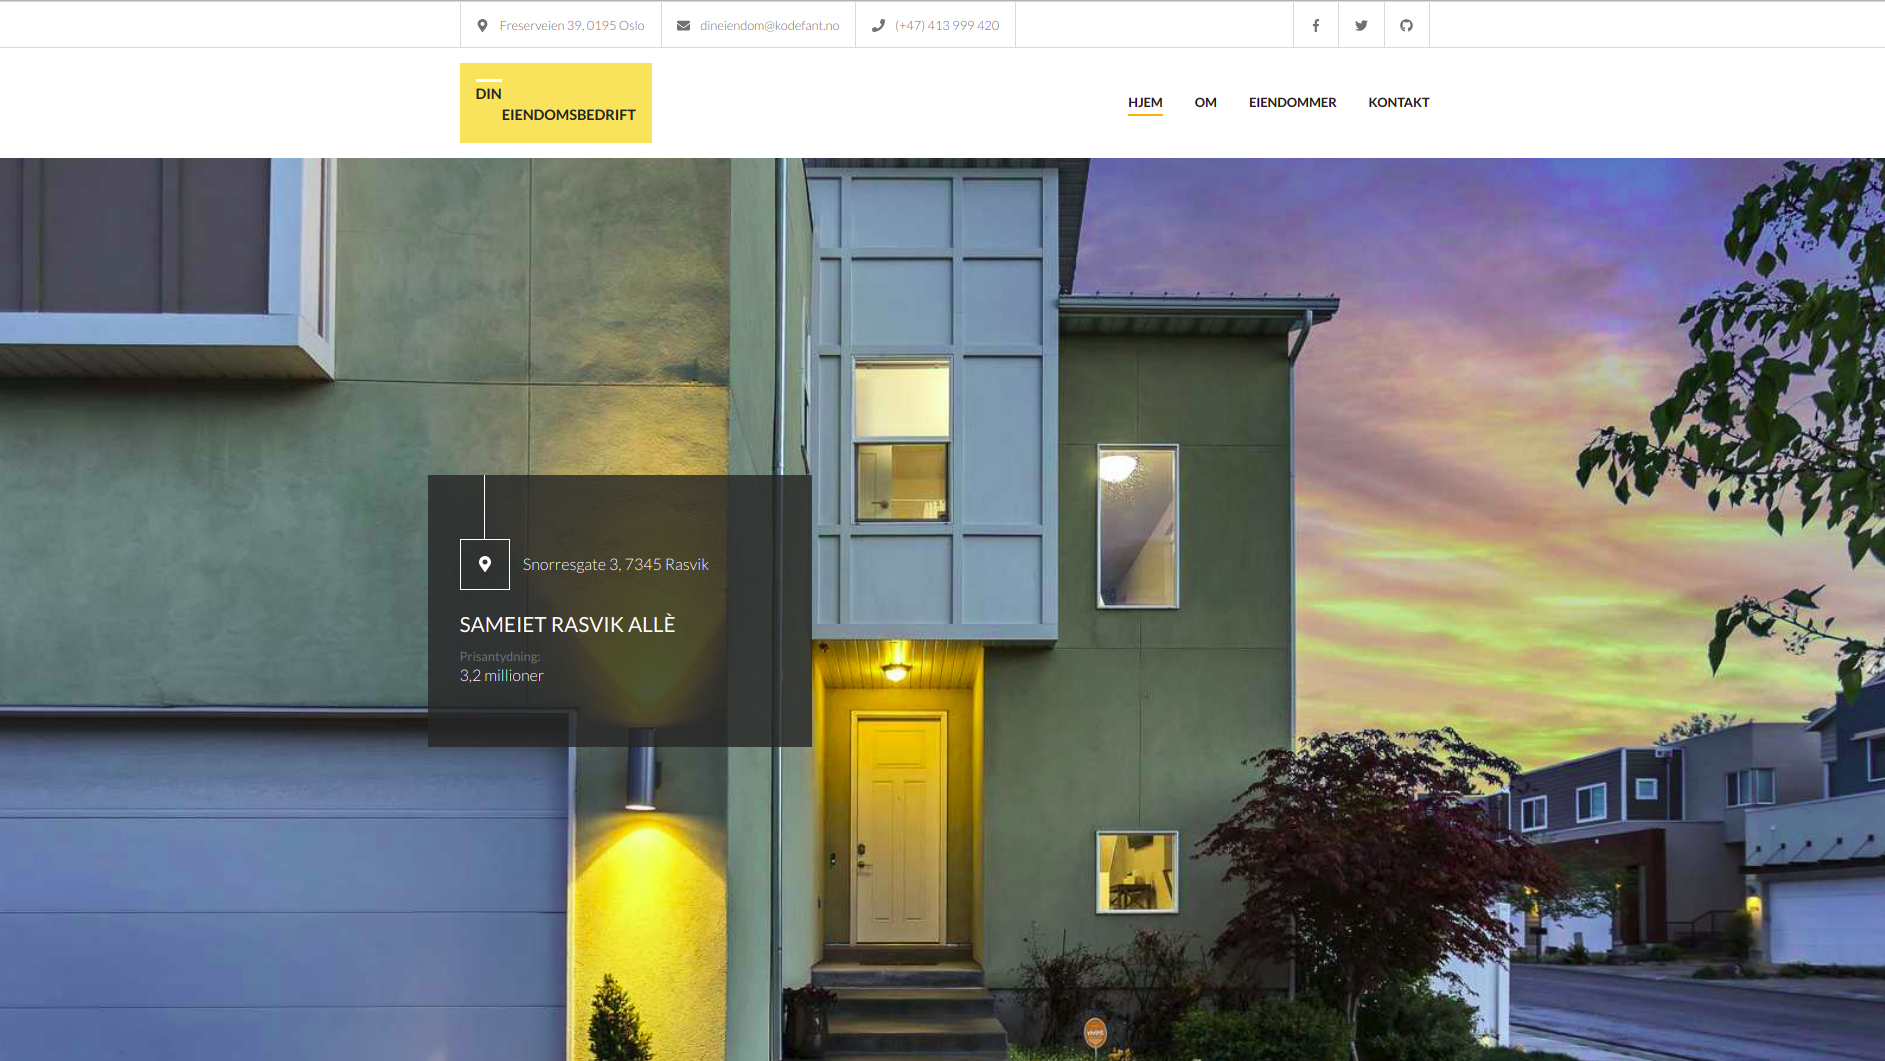 Freserveien 39, 0195 Oslo
dineiendom@kodefant.no
(+47) 413 999 420
DIN
EIENDOMSBEDRIFT
HJEM
OM
EIENDOMMER
KONTAKT
Snorresgate 3, 7345 Rasvik
SAMEIET RASVIK ALLÈ
Prisantydning:
3,2 millioner
vivint